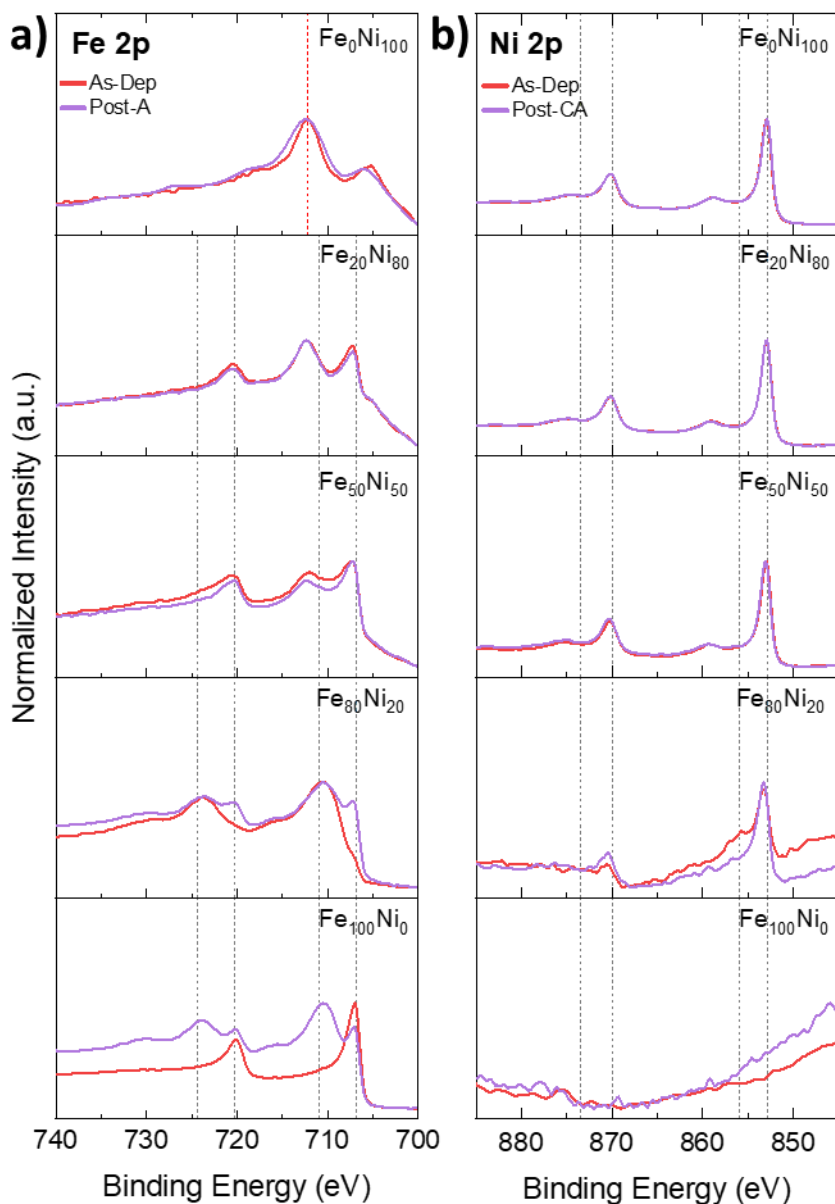 a) Fe 2p Fe₀Ni₁₀₀
As-Dep
Post-A
Fe₂₀Ni₈₀
Fe₅₀Ni₅₀
Fe₈₀Ni₂₀
Fe₁₀₀Ni₀
740 730 720 710 700
Binding Energy (eV)
Normalized Intensity (a.u.)
b) Ni 2p Fe₀Ni₁₀₀
As-Dep
Post-CA
Fe₂₀Ni₈₀
Fe₅₀Ni₅₀
Fe₈₀Ni₂₀
Fe₁₀₀Ni₀
880 870 860 850
Binding Energy (eV)